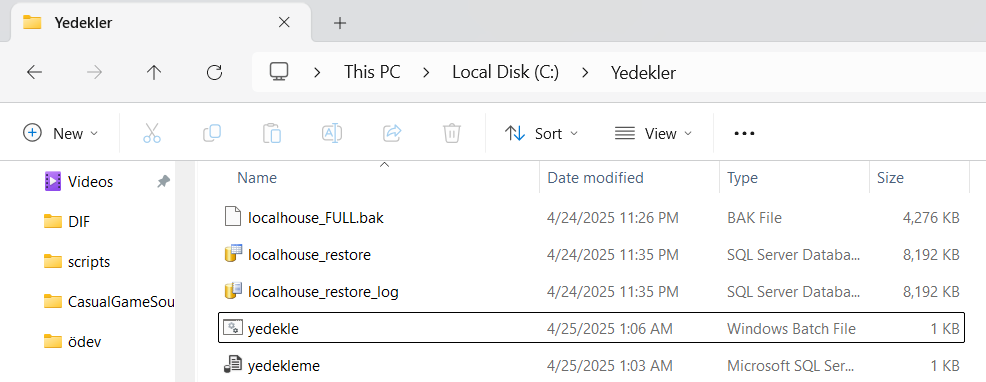 Yedekler
This PC > Local Disk (C:) > Yedekler
New Sort View
Name Date modified Type Size
Videos
DIF
scripts
CasualGameSou
ödev
localhouse_FULL.bak 4/24/2025 11:26 PM BAK File 4,276 KB
localhouse_restore 4/24/2025 11:35 PM SQL Server Databa... 8,192 KB
localhouse_restore_log 4/24/2025 11:35 PM SQL Server Databa... 8,192 KB
yedekle 4/25/2025 1:06 AM Windows Batch File 1 KB
yedekleme 4/25/2025 1:03 AM Microsoft SQL Ser... 1 KB